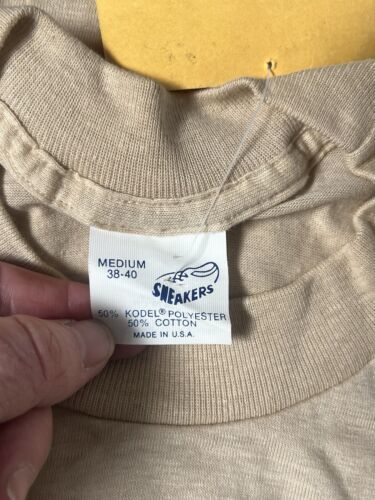 MEDIUM
38-40
SNEAKERS
50% KODEL® POLYESTER
50% COTTON
MADE IN U.S.A.